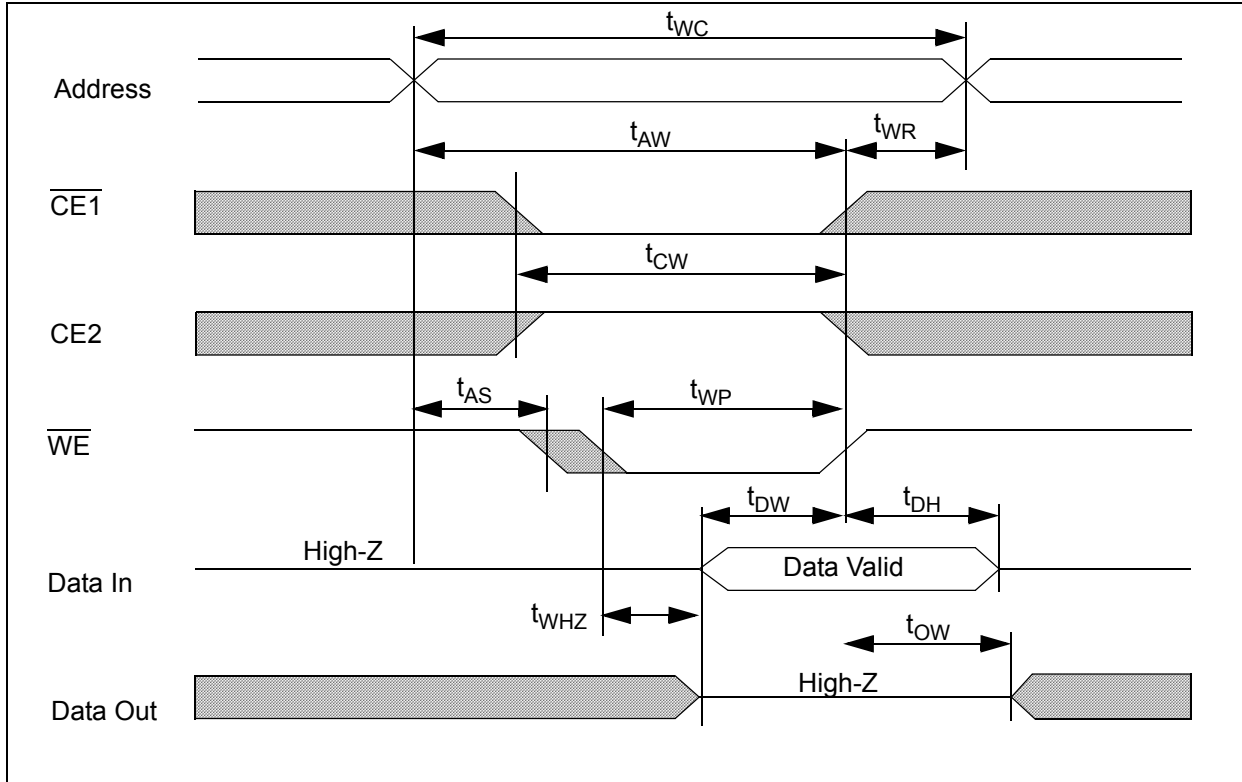 tWC
Address
tAW
tWR
CE1
tCW
CE2
tAS
tWP
WE
tDW
tDH
High-Z
Data Valid
Data In
tWHZ
tOW
High-Z
Data Out